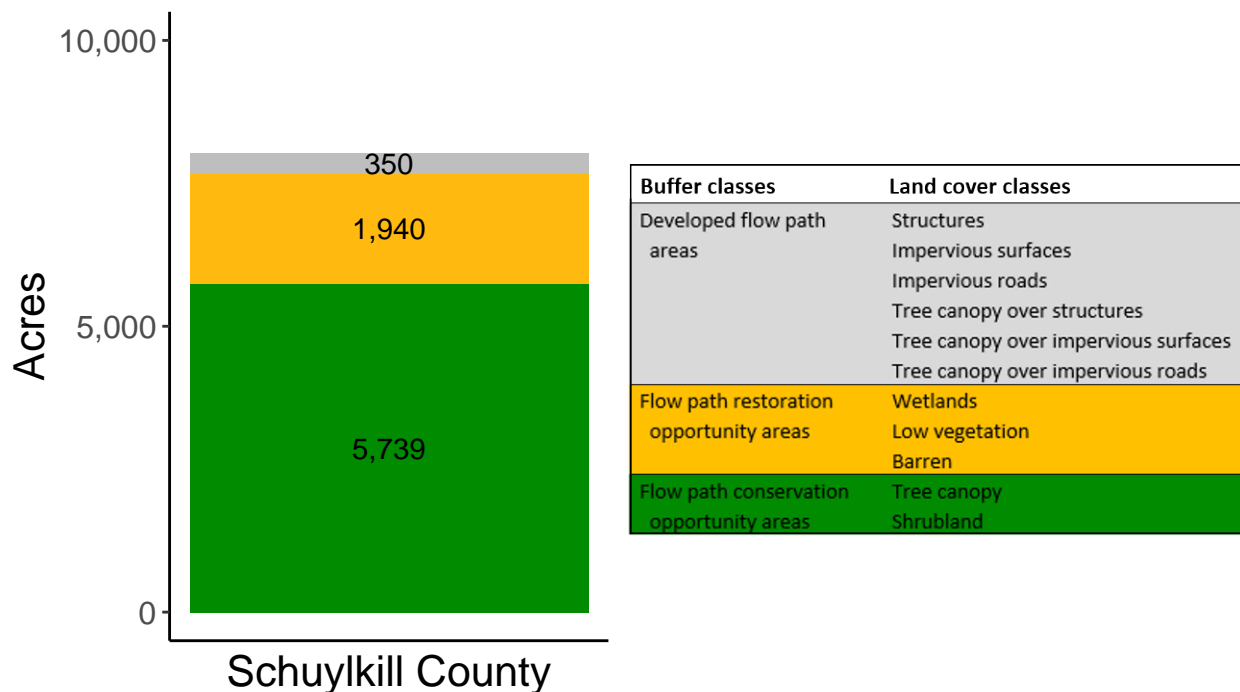 10,000
350
1,940
5,000
5,739
0
Acres
Schuylkill County
Buffer classes Land cover classes
Developed flow path Structures
areas Impervious surfaces
Impervious roads
Tree canopy over structures
Tree canopy over impervious surfaces
Tree canopy over impervious roads
Flow path restoration Wetlands
opportunity areas Low vegetation
Barren
Flow path conservation Tree canopy
opportunity areas Shrubland